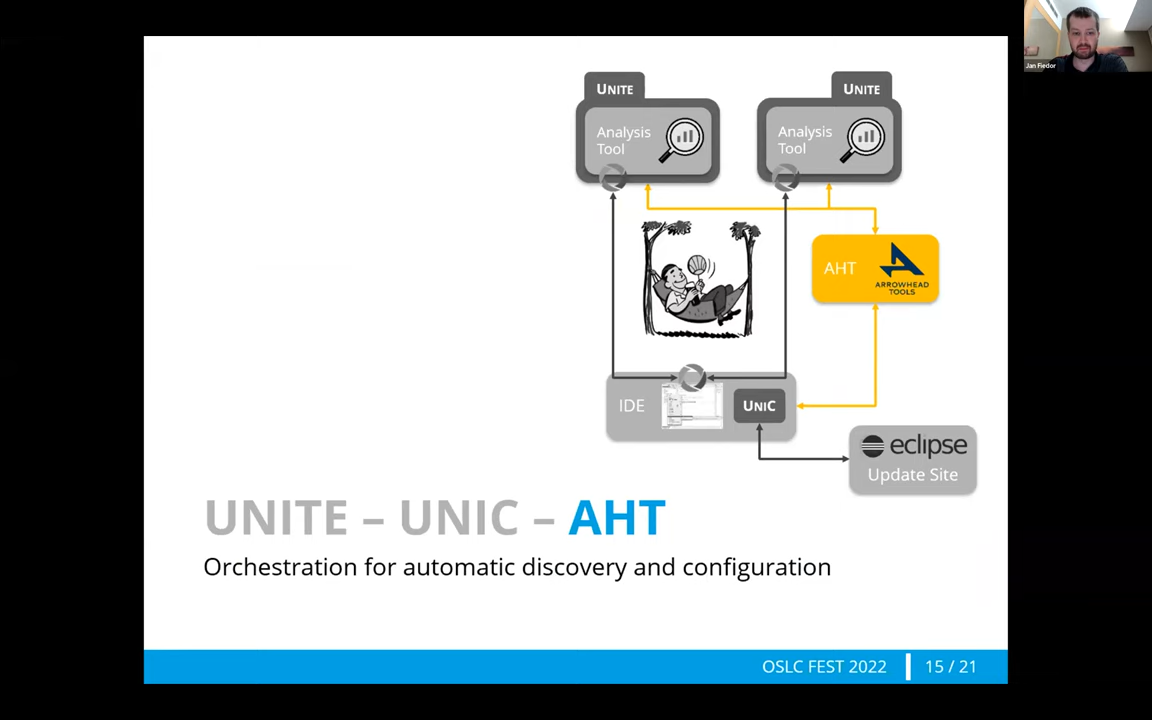 Jan Fiedor
UNITE
UNITE
Analysis
Tool
Analysis
Tool
AHT
ARROWHEAD
TOOLS
IDE
UNIC
eclipse
Update Site
UNITE – UNIC – AHT
Orchestration for automatic discovery and configuration
OSLC FEST 2022
15 / 21